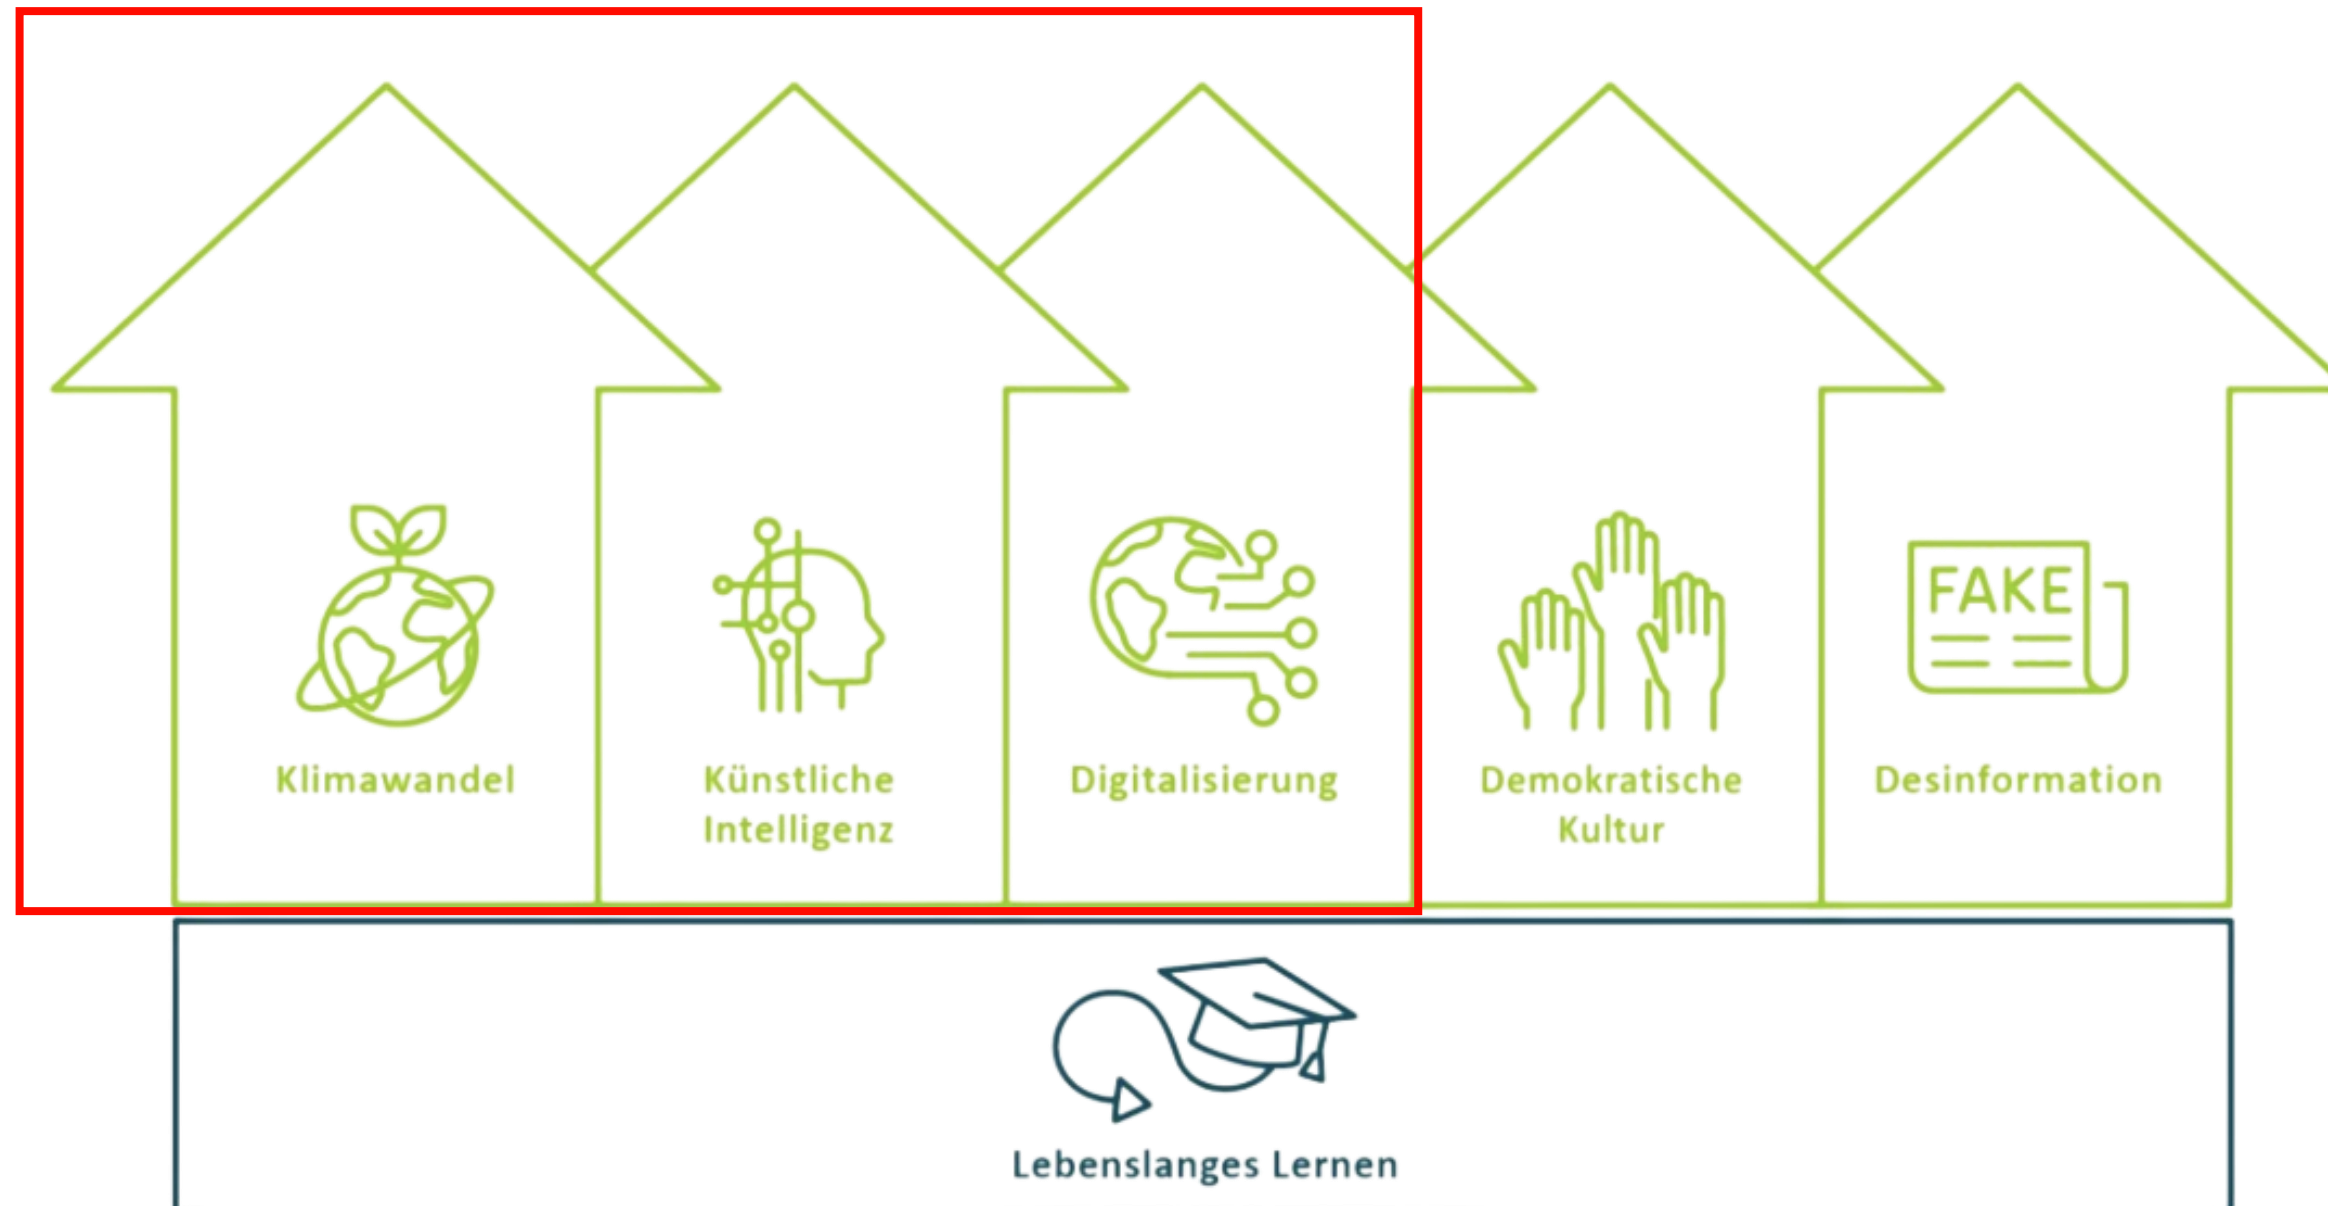 FAKE
Klimawandel
Künstliche
Intelligenz
Digitalisierung
Demokratische
Kultur
Desinformation
Lebenslanges Lernen